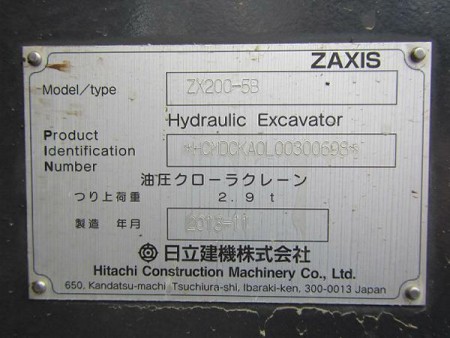 ZAXIS
Model/type ZX200-5B
Hydraulic Excavator
Product
Identification
Number
油圧クローラクレーン
つり上荷重 2.9 t
製造 年月 2013-11
日立建機株式会社
Hitachi Construction Machinery Co., Ltd.
650, Kandatsu-machi Tsuchiura-shi, Ibaraki-ken, 300-0013 Japan